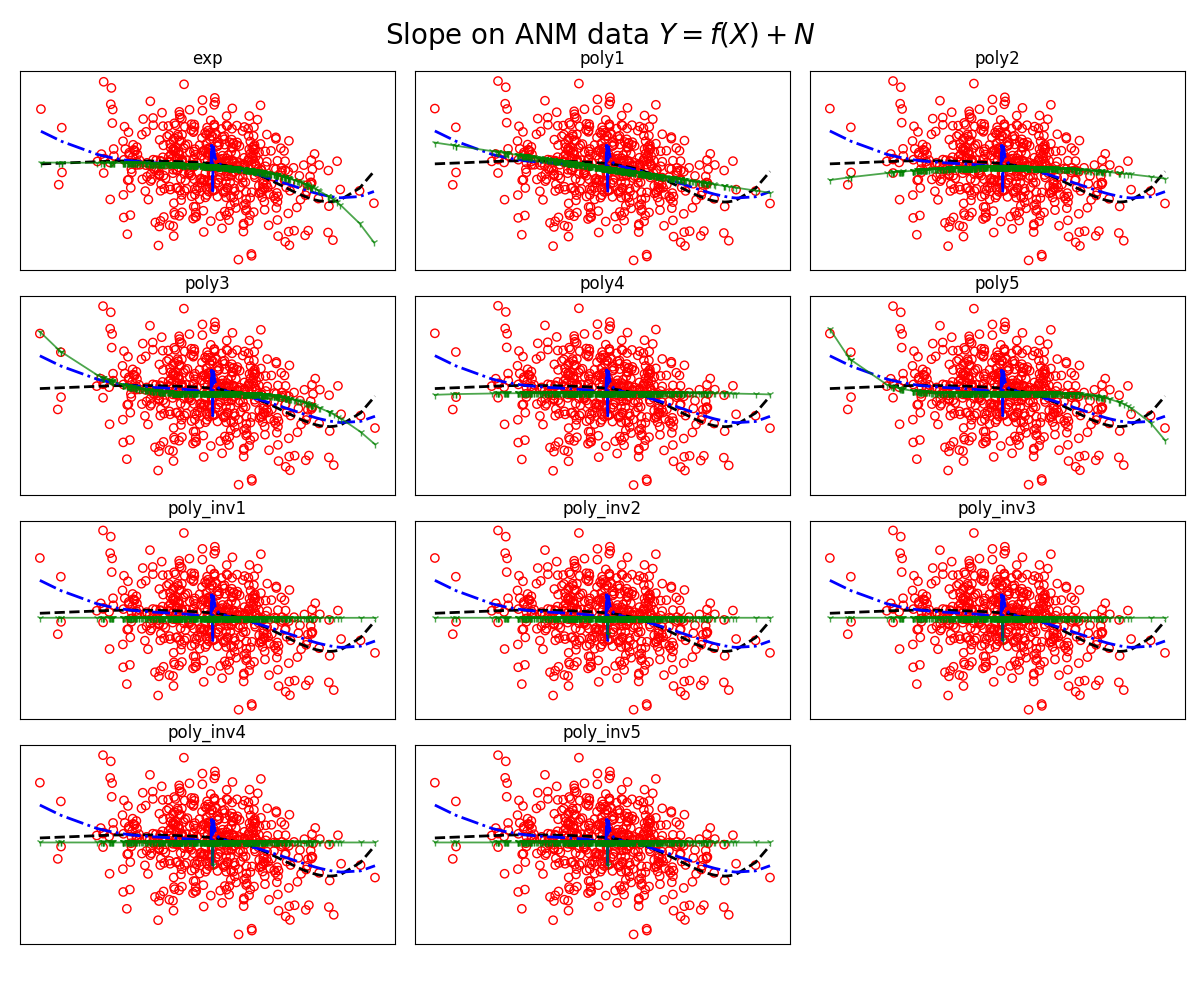 Slope on ANM data Y = f(X) + N
exp
poly1
poly2
poly3
poly4
poly5
poly_inv1
poly_inv2
poly_inv3
poly_inv4
poly_inv5